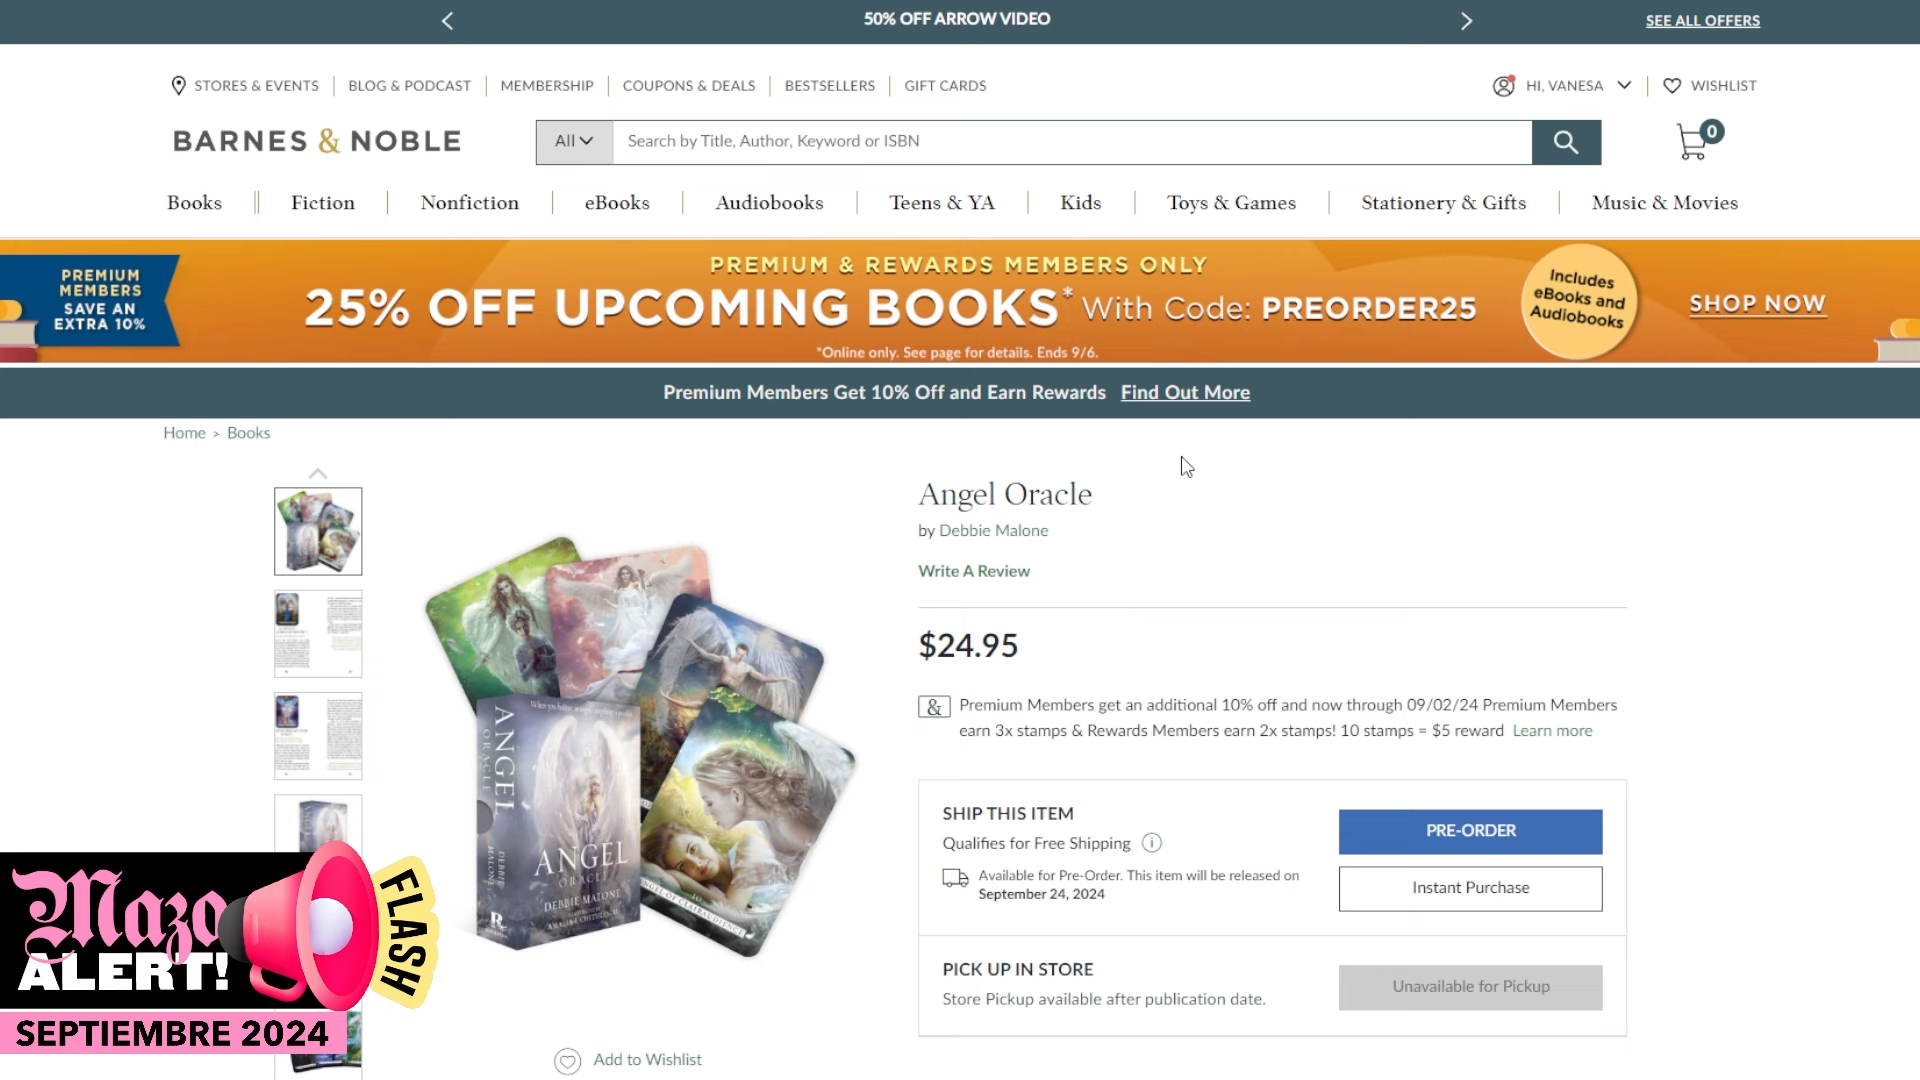 50% OFF ARROW VIDEO
SEE ALL OFFERS
STORES & EVENTS
BLOG & PODCAST
MEMBERSHIP
COUPONS & DEALS
BESTSELLERS
GIFT CARDS
HI, VANESA
WISHLIST
BARNES & NOBLE
All
Search by Title, Author, Keyword or ISBN
0
Books
Fiction
Nonfiction
eBooks
Audiobooks
Teens & YA
Kids
Toys & Games
Stationery & Gifts
Music & Movies
PREMIUM
MEMBERS
SAVE AN
EXTRA 10%
PREMIUM & REWARDS MEMBERS ONLY
25% OFF UPCOMING BOOKS* With Code: PREORDER25
*Online only. See page for details. Ends 9/6.
Includes
eBooks and
Audiobooks
SHOP NOW
Premium Members Get 10% Off and Earn Rewards Find Out More
Home > Books
Angel Oracle
by Debbie Malone
Write A Review
$24.95
& Premium Members get an additional 10% off and now through 09/02/24 Premium Members
earn 3x stamps & Rewards Members earn 2x stamps! 10 stamps = $5 reward Learn more
SHIP THIS ITEM
Qualifies for Free Shipping
Available for Pre-Order. This item will be released on
September 24, 2024
PRE-ORDER
Instant Purchase
PICK UP IN STORE
Store Pickup available after publication date.
Unavailable for Pickup
ANGEL
ORACLE
DEBBIE MALONE
ANGEL
ORACLE
DEBBIE MALONE
ANGEL OF CLAIRAUDIENCE
Add to Wishlist
Mazo
ALERT!
FLASH
SEPTIEMBRE 2024